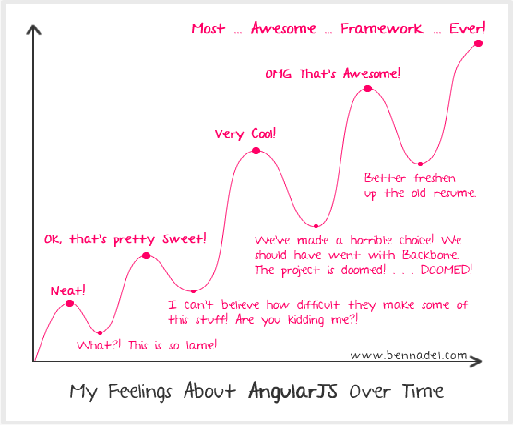 Most ... Awesome ... Framework ... Ever!
OMG That's Awesome!
Very Cool!
Better freshen
up the old resume.
OK, that's pretty Sweet!
We've made a horrible choice! We
should have went with Backbone.
The project is doomed! . . . DOOMED!
Neat!
I can't believe how difficult they make some of
this stuff! Are you kidding me?!
What?! This is so lame!
www.bennadel.com
My Feelings About AngularJS Over Time